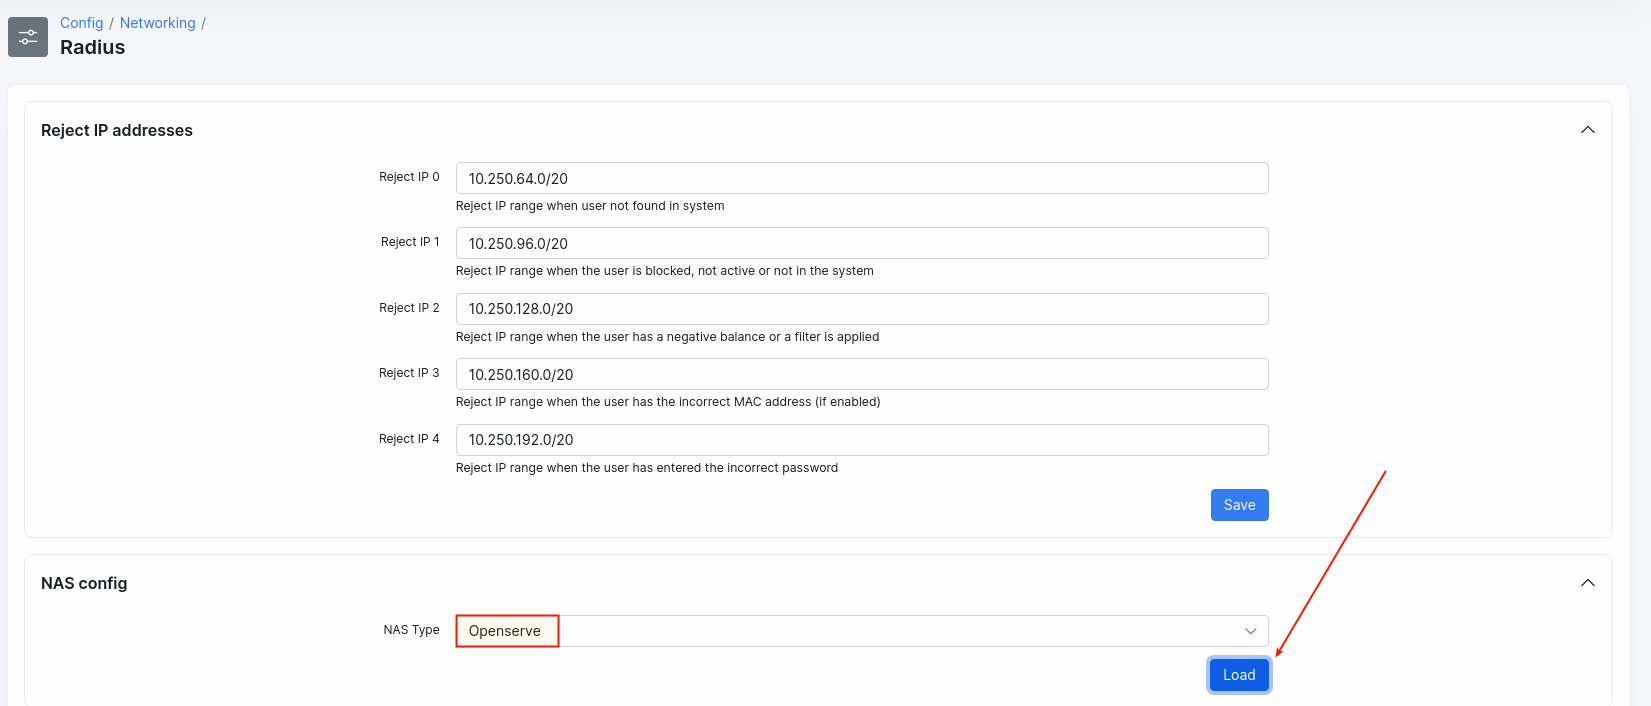 Config / Networking /
Radius
Reject IP addresses
Reject IP 0
10.250.64.0/20
Reject IP range when user not found in system
Reject IP 1
10.250.96.0/20
Reject IP range when the user is blocked, not active or not in the system
Reject IP 2
10.250.128.0/20
Reject IP range when the user has a negative balance or a filter is applied
Reject IP 3
10.250.160.0/20
Reject IP range when the user has the incorrect MAC address (if enabled)
Reject IP 4
10.250.192.0/20
Reject IP range when the user has entered the incorrect password
Save
NAS config
NAS Type
Openserve
Load